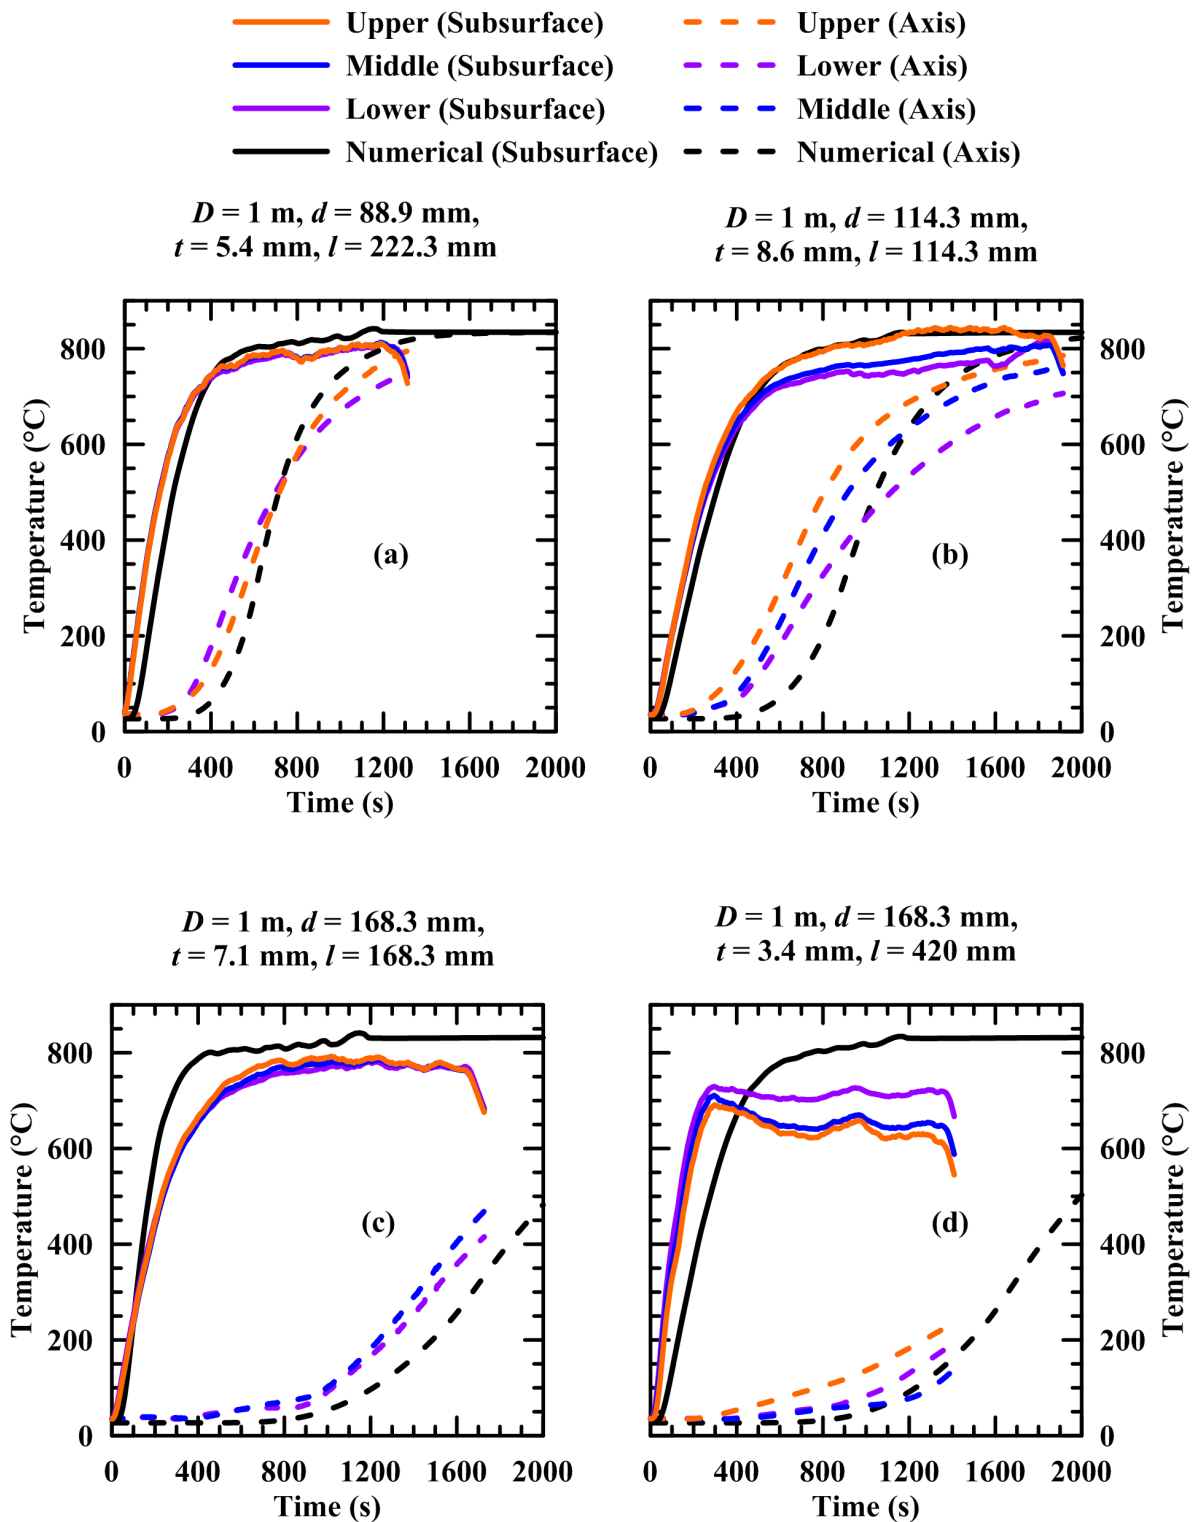 Upper (Subsurface)
Upper (Axis)
Middle (Subsurface)
Lower (Axis)
Lower (Subsurface)
Middle (Axis)
Numerical (Subsurface)
Numerical (Axis)
D = 1 m, d = 88.9 mm,
t = 5.4 mm, l = 222.3 mm
D = 1 m, d = 114.3 mm,
t = 8.6 mm, l = 114.3 mm
Temperature (°C)
800
600
400
200
0
(a)
0 400 800 1200 1600 2000
Time (s)
(b)
800
600
400
200
0
Temperature (°C)
0 400 800 1200 1600 2000
Time (s)
D = 1 m, d = 168.3 mm,
t = 7.1 mm, l = 168.3 mm
D = 1 m, d = 168.3 mm,
t = 3.4 mm, l = 420 mm
Temperature (°C)
800
600
400
200
0
(c)
0 400 800 1200 1600 2000
Time (s)
(d)
800
600
400
200
0
Temperature (°C)
0 400 800 1200 1600 2000
Time (s)